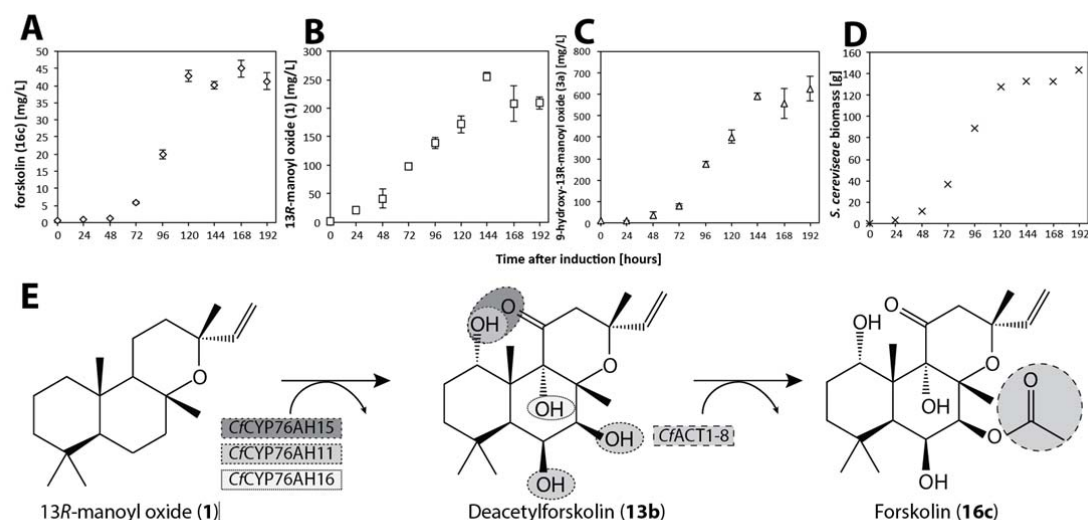 A
forskolin (16c) [mg/L]
50
45
40
35
30
25
20
15
10
5
0
0 24 48 72 96 120 144 168 192
B
13R-manoyl oxide (1) [mg/L]
300
250
200
150
100
50
0
0 24 48 72 96 120 144 168 192
C
9-hydroxy-13R-manoyl oxide (3a) [mg/L]
800
700
600
500
400
300
200
100
0
0 24 48 72 96 120 144 168 192
D
S. cereviseae biomass [g]
160
140
120
100
80
60
40
20
0
0 24 48 72 96 120 144 168 192
Time after induction [hours]
E
O
CfCYP76AH15
CfCYP76AH11
CfCYP76AH16
13R-manoyl oxide (1)
O
OH
O
OH
OH
OH
Deacetylforskolin (13b)
CfACT1-8
O
OH
O
OH
O
O
OH
Forskolin (16c)